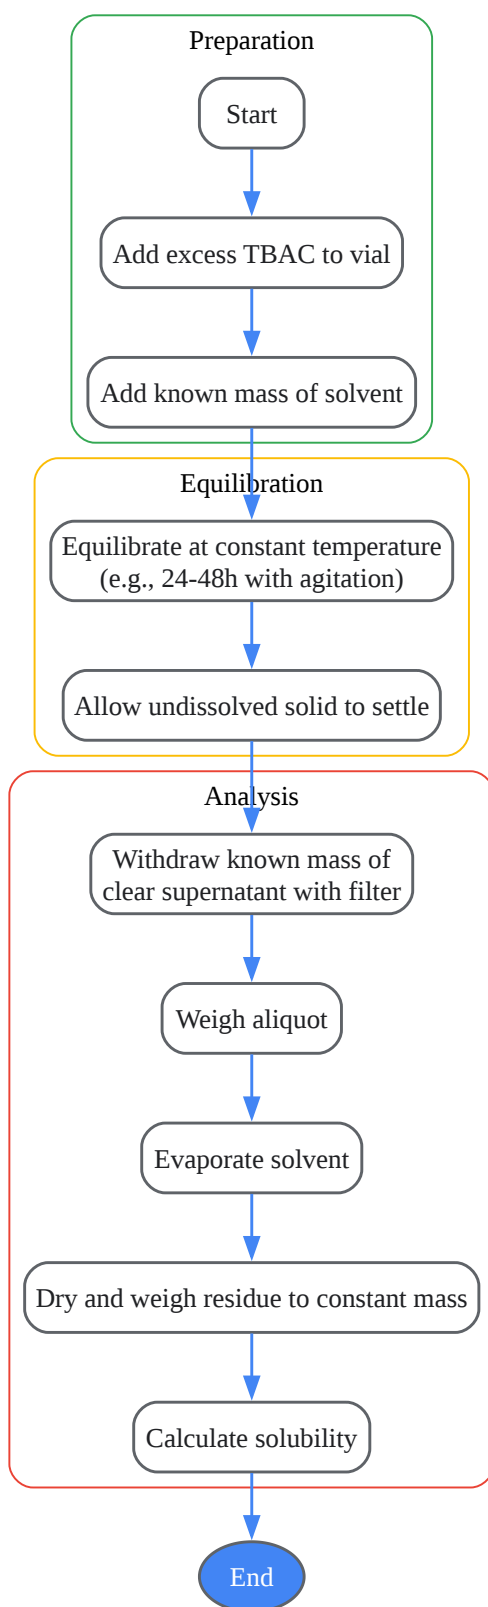 Preparation
Start
Add excess TBAC to vial
Add known mass of solvent
Equilibration
Equilibrate at constant temperature
(e.g., 24-48h with agitation)
Allow undissolved solid to settle
Analysis
Withdraw known mass of
clear supernatant with filter
Weigh aliquot
Evaporate solvent
Dry and weigh residue to constant mass
Calculate solubility
End